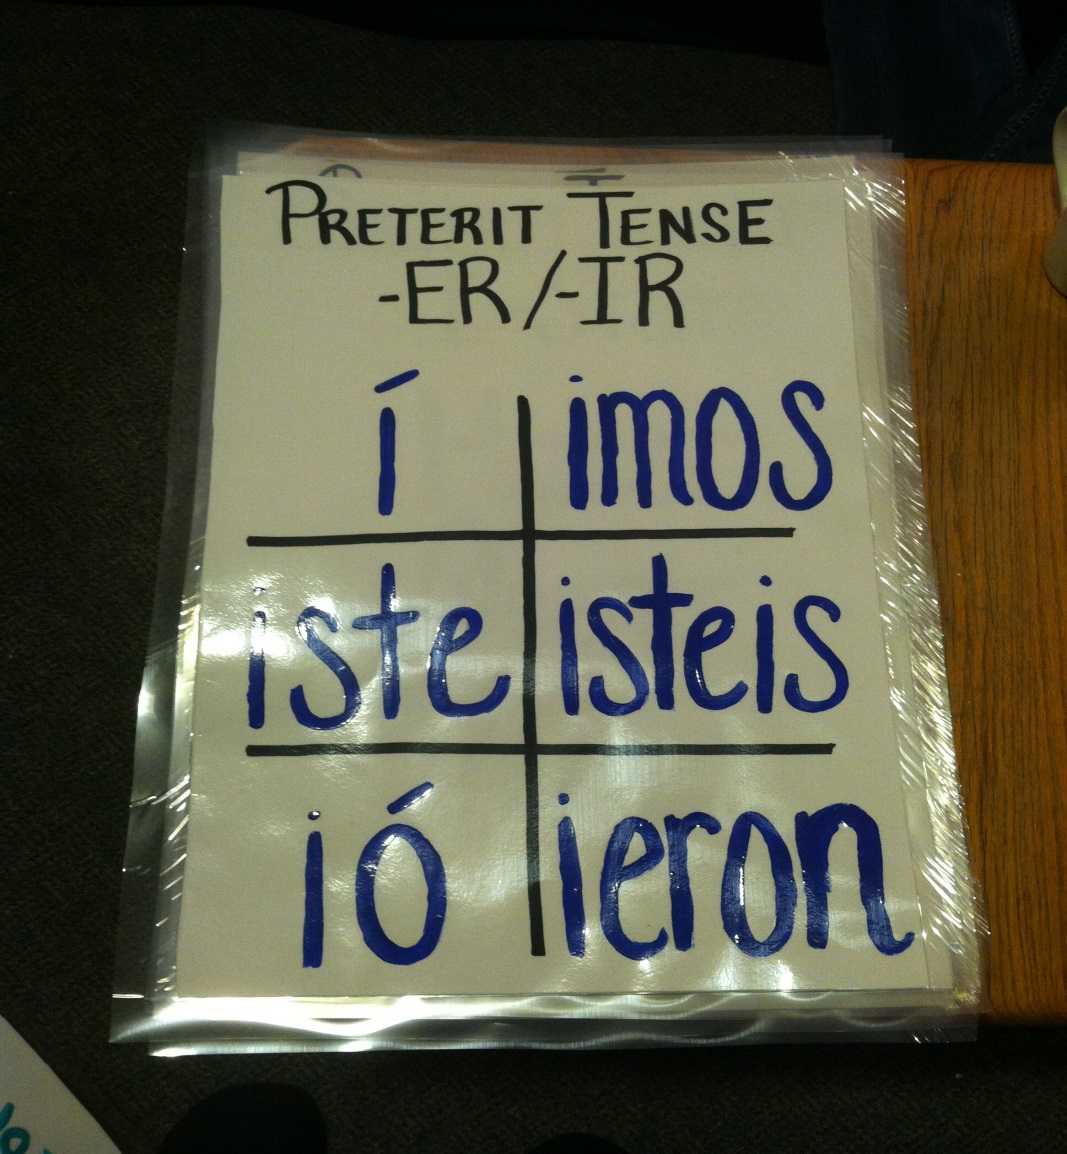 PRETERIT TENSE
-ER/-IR
í imos
iste isteis
ió ieron